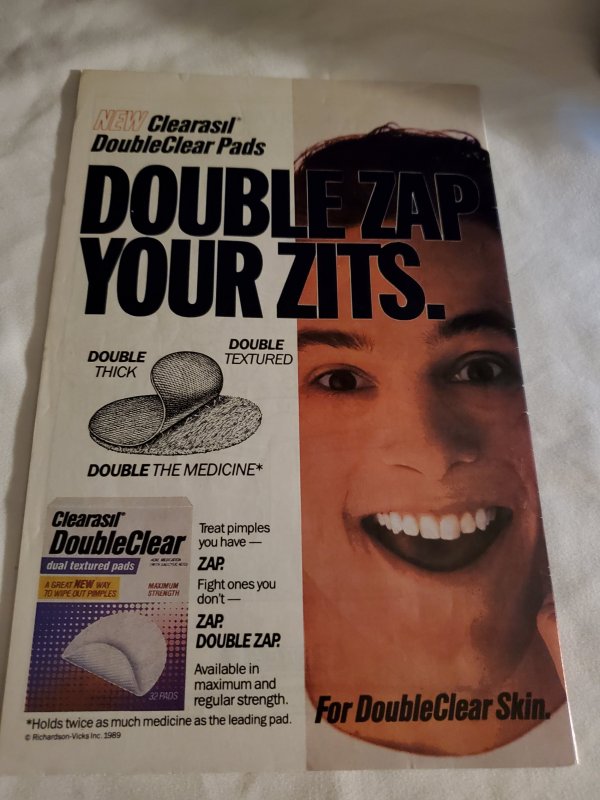 NEW Clearasil®
DoubleClear Pads
DOUBLE ZAP
YOUR ZITS.
DOUBLE
THICK
DOUBLE
TEXTURED
DOUBLE THE MEDICINE*
Clearasil®
DoubleClear
dual textured pads
A GREAT NEW WAY
TO WIPE OUT PIMPLES
MAXIMUM
STRENGTH
32 PADS
Treat pimples
you have —
ZAP.
Fight ones you
don't —
ZAP.
DOUBLE ZAP.
Available in
maximum and
regular strength.
*Holds twice as much medicine as the leading pad.
© Richardson-Vicks Inc. 1989
For DoubleClear Skin.